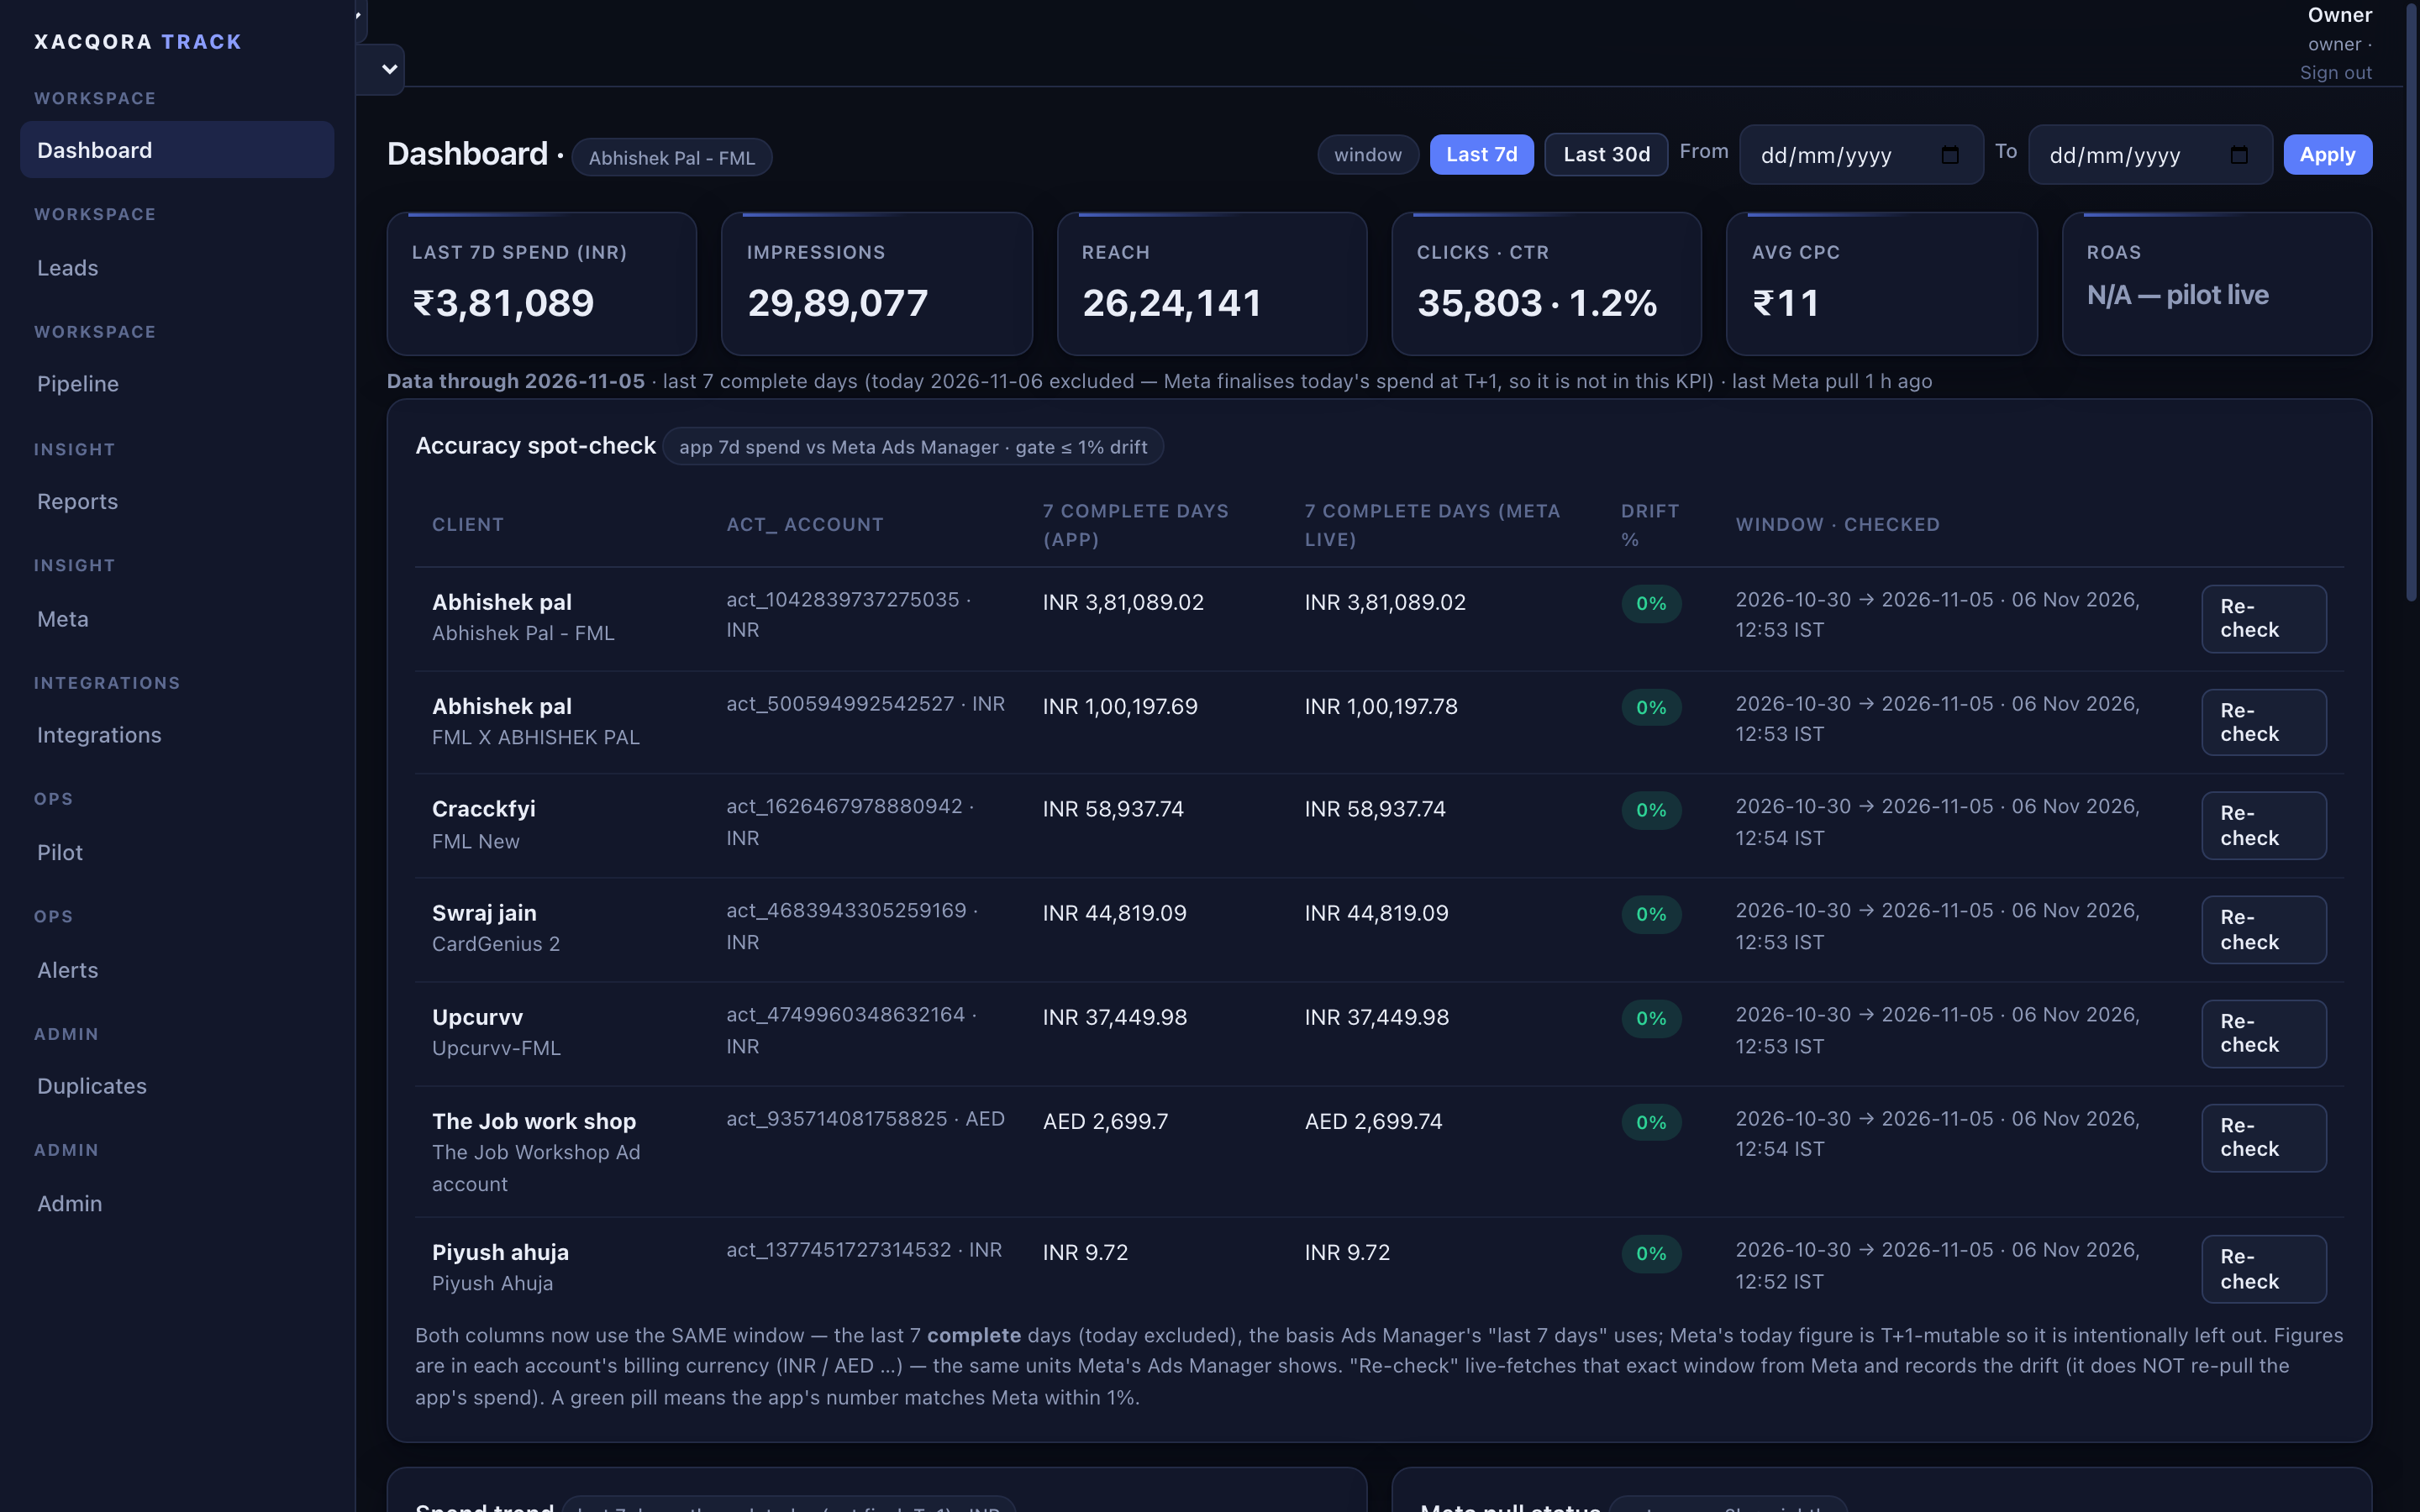 XACQORA TRACK
WORKSPACE
Dashboard
WORKSPACE
Leads
WORKSPACE
Pipeline
INSIGHT
Reports
INSIGHT
Meta
INTEGRATIONS
Integrations
OPS
Pilot
OPS
Alerts
ADMIN
Duplicates
ADMIN
Admin
Owner
owner ·
Sign out
Dashboard · Abhishek Pal - FML
window Last 7d Last 30d From dd/mm/yyyy To dd/mm/yyyy Apply
LAST 7D SPEND (INR)
₹3,81,089
IMPRESSIONS
29,89,077
REACH
26,24,141
CLICKS · CTR
35,803 · 1.2%
AVG CPC
₹11
ROAS
N/A — pilot live
Data through 2026-11-05 · last 7 complete days (today 2026-11-06 excluded — Meta finalises today's spend at T+1, so it is not in this KPI) · last Meta pull 1 h ago
Accuracy spot-check app 7d spend vs Meta Ads Manager · gate ≤ 1% drift
CLIENT
ACT_ ACCOUNT
7 COMPLETE DAYS
(APP)
7 COMPLETE DAYS (META
LIVE)
DRIFT
%
WINDOW · CHECKED
Abhishek pal
Abhishek Pal - FML
act_1042839737275035 ·
INR
INR 3,81,089.02
INR 3,81,089.02
0%
2026-10-30 → 2026-11-05 · 06 Nov 2026,
12:53 IST
Re-
check
Abhishek pal
FML X ABHISHEK PAL
act_500594992542527 · INR
INR 1,00,197.69
INR 1,00,197.78
0%
2026-10-30 → 2026-11-05 · 06 Nov 2026,
12:53 IST
Re-
check
Cracckfyi
FML New
act_1626467978880942 ·
INR
INR 58,937.74
INR 58,937.74
0%
2026-10-30 → 2026-11-05 · 06 Nov 2026,
12:54 IST
Re-
check
Swraj jain
CardGenius 2
act_4683943305259169 ·
INR
INR 44,819.09
INR 44,819.09
0%
2026-10-30 → 2026-11-05 · 06 Nov 2026,
12:53 IST
Re-
check
Upcurvv
Upcurvv-FML
act_4749960348632164 ·
INR
INR 37,449.98
INR 37,449.98
0%
2026-10-30 → 2026-11-05 · 06 Nov 2026,
12:53 IST
Re-
check
The Job work shop
The Job Workshop Ad
account
act_935714081758825 · AED
AED 2,699.7
AED 2,699.74
0%
2026-10-30 → 2026-11-05 · 06 Nov 2026,
12:54 IST
Re-
check
Piyush ahuja
Piyush Ahuja
act_1377451727314532 · INR
INR 9.72
INR 9.72
0%
2026-10-30 → 2026-11-05 · 06 Nov 2026,
12:52 IST
Re-
check
Both columns now use the SAME window — the last 7 complete days (today excluded), the basis Ads Manager's "last 7 days" uses; Meta's today figure is T+1-mutable so it is intentionally left out. Figures
are in each account's billing currency (INR / AED ...) — the same units Meta's Ads Manager shows. "Re-check" live-fetches that exact window from Meta and records the drift (it does NOT re-pull the
app's spend). A green pill means the app's number matches Meta within 1%.
Spend trend
Meta pull status